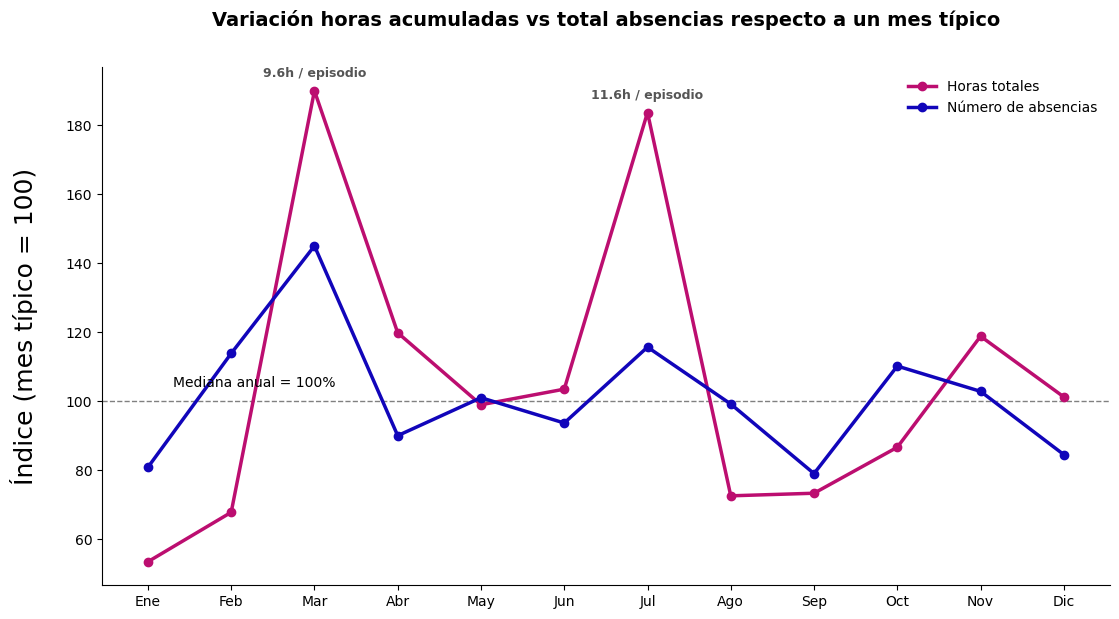 Variación horas acumuladas vs total absencias respecto a un mes típico
9.6h / episodio
11.6h / episodio
Horas totales
Número de absencias
Índice (mes típico = 100)
180
160
140
120
100
80
60
Mediana anual = 100%
Ene Feb Mar Abr May Jun Jul Ago Sep Oct Nov Dic